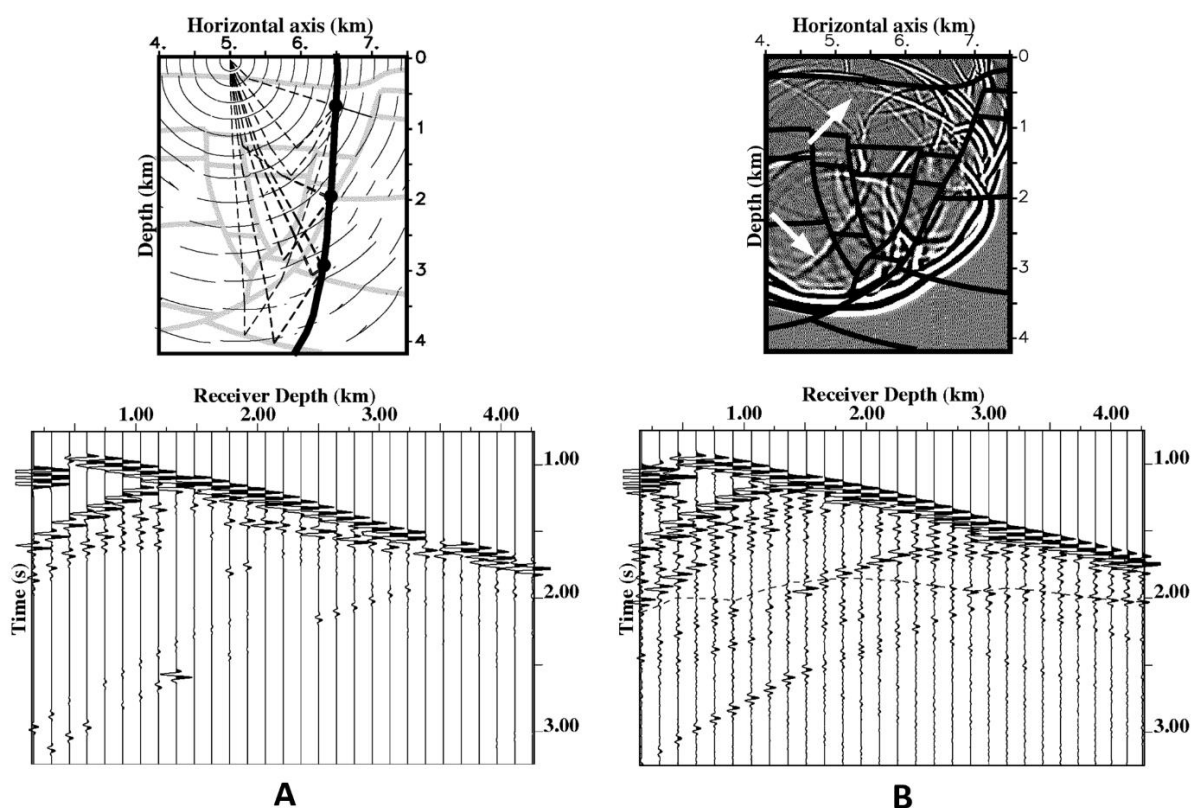 Horizontal axis (km)
4. 5. 6. 7.
0
1
2
3
4
Depth (km)
Horizontal axis (km)
4. 5. 6. 7.
0
1
2
3
4
Depth (km)
Receiver Depth (km)
1.00 2.00 3.00 4.00
1.00
2.00
3.00
Time (s)
Receiver Depth (km)
1.00 2.00 3.00 4.00
1.00
2.00
3.00
Time (s)
A B